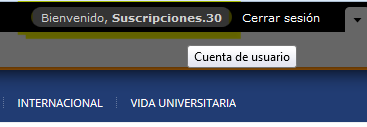 Bienvenido, Suscripciones.30 Cerrar sesión
Cuenta de usuario
INTERNACIONAL VIDA UNIVERSITARIA